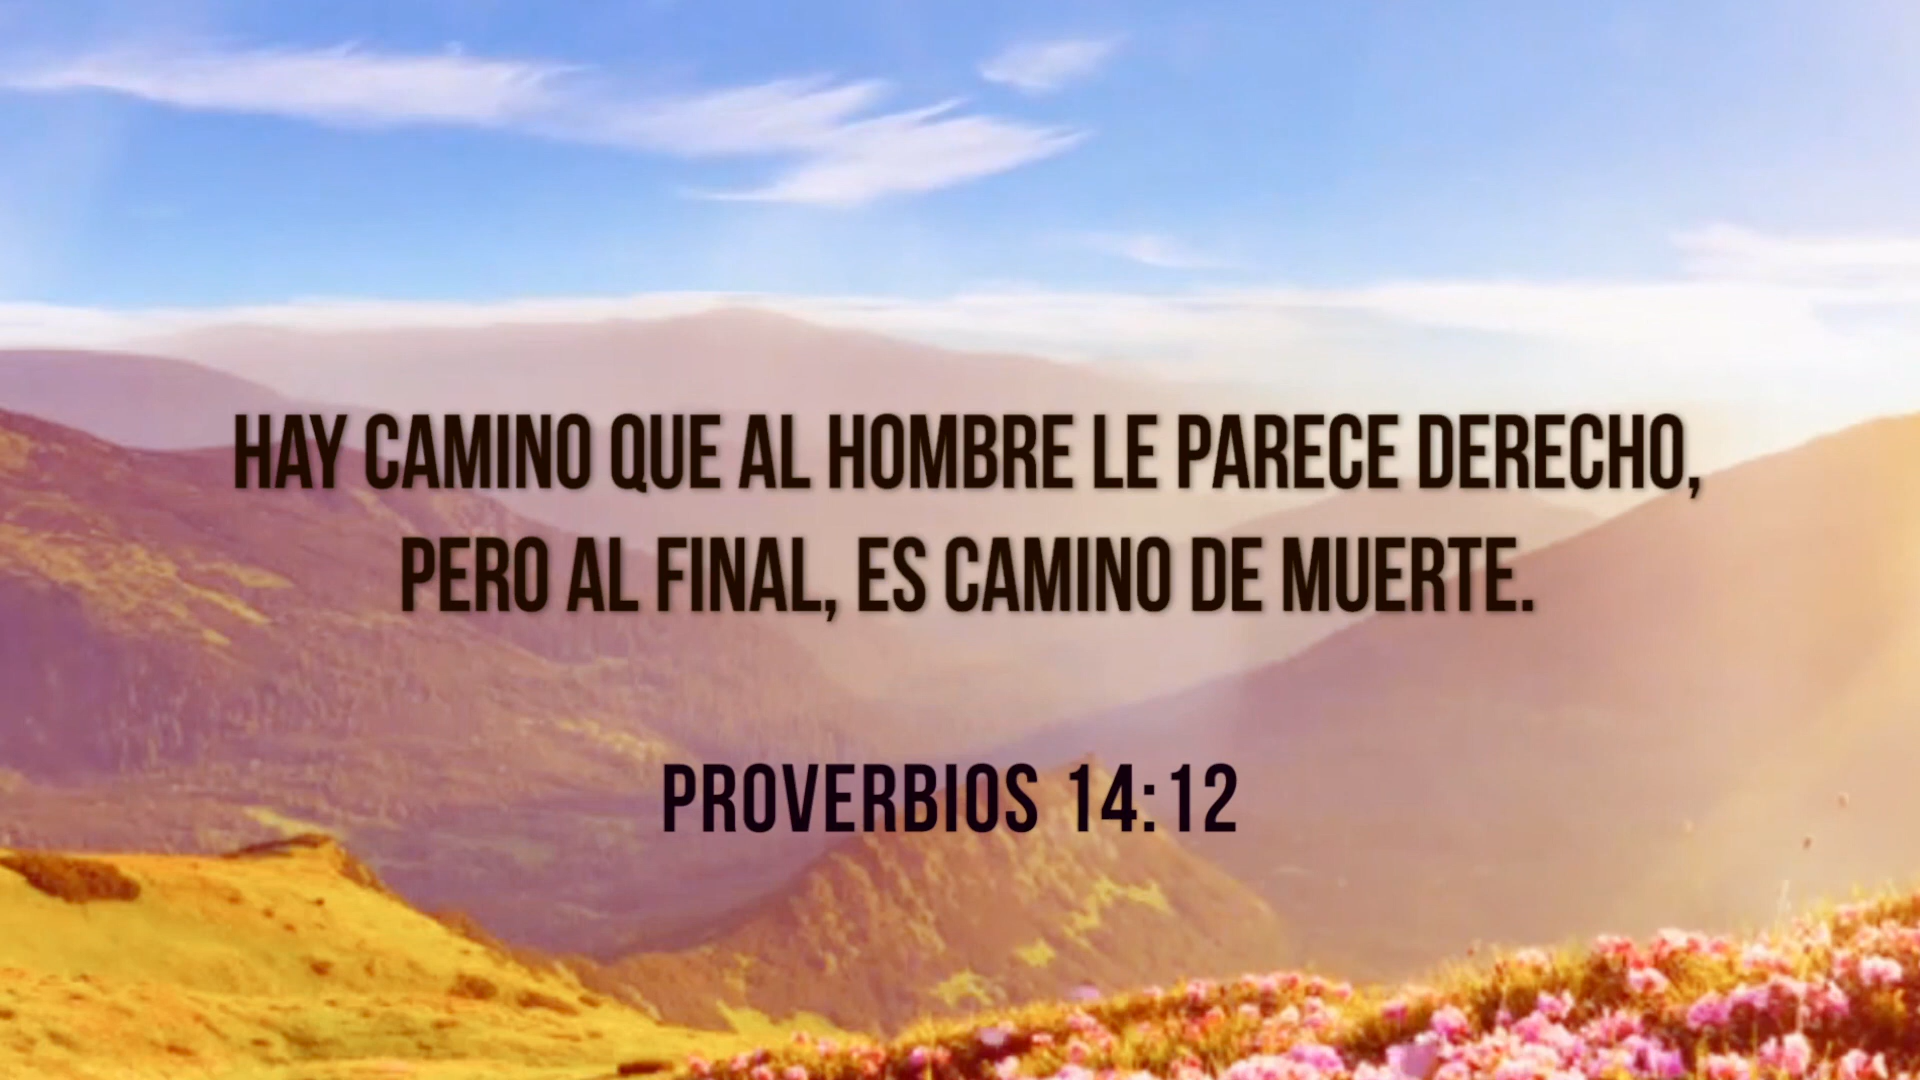 HAY CAMINO QUE AL HOMBRE LE PARECE DERECHO,
PERO AL FINAL, ES CAMINO DE MUERTE.
PROVERBIOS 14:12